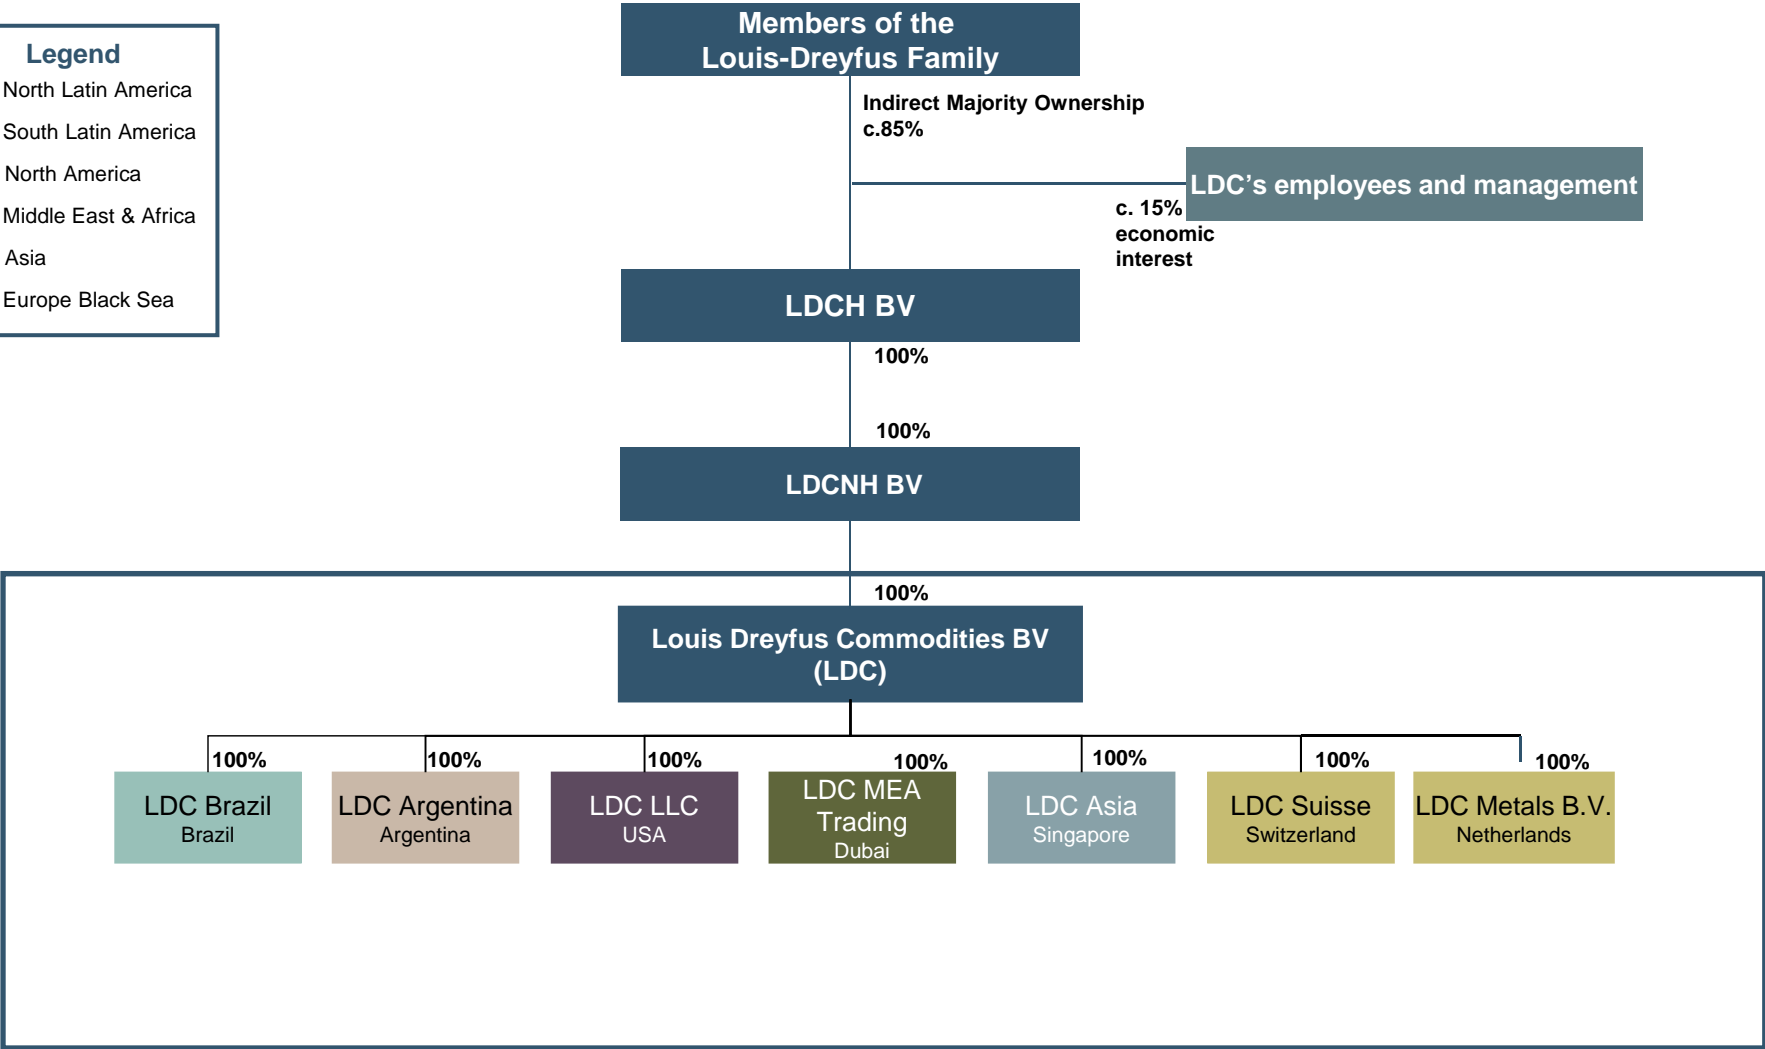 Members of the
Louis-Dreyfus Family
Legend
North Latin America
South Latin America
North America
Middle East & Africa
Asia
Europe Black Sea
Indirect Majority Ownership
c.85%
LDC’s employees and management
c. 15%
economic
interest
LDCH BV
100%
100%
LDCNH BV
100%
Louis Dreyfus Commodities BV
(LDC)
100%
LDC Brazil
Brazil
100%
LDC Argentina
Argentina
100%
LDC LLC
USA
100%
LDC MEA
Trading
Dubai
100%
LDC Asia
Singapore
100%
LDC Suisse
Switzerland
100%
LDC Metals B.V.
Netherlands